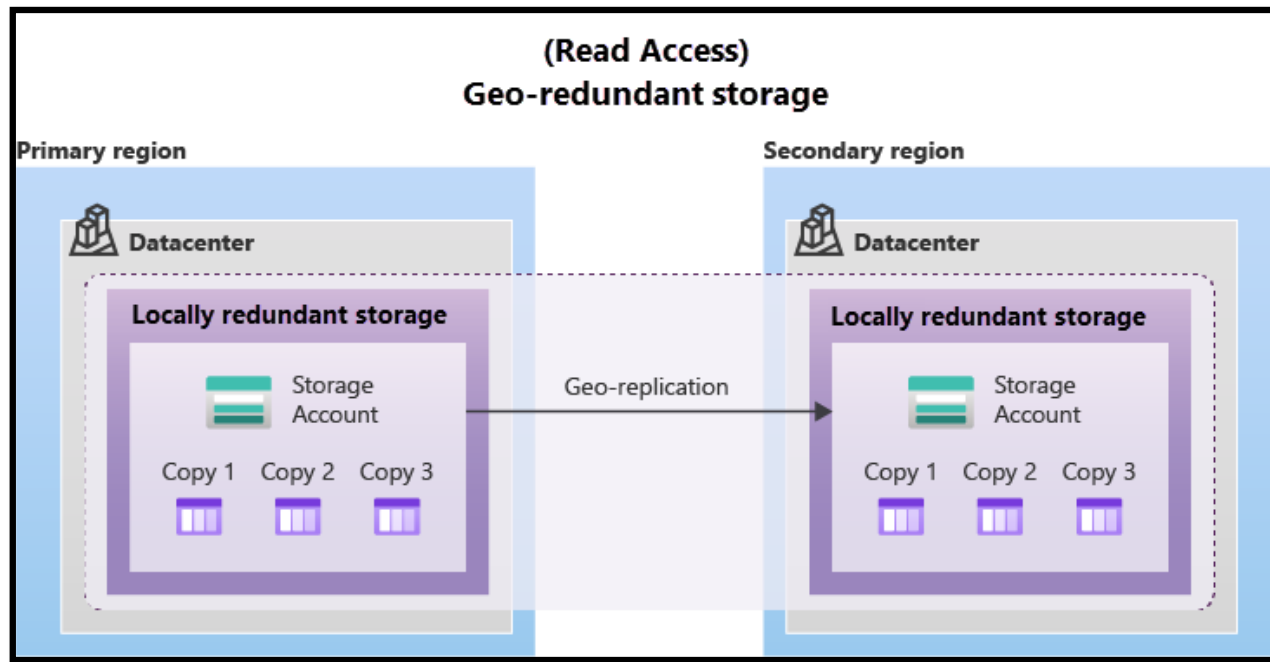 (Read Access)
Geo-redundant storage
Primary region
Datacenter
Locally redundant storage
Storage
Account
Copy 1 Copy 2 Copy 3
Geo-replication
Secondary region
Datacenter
Locally redundant storage
Storage
Account
Copy 1 Copy 2 Copy 3